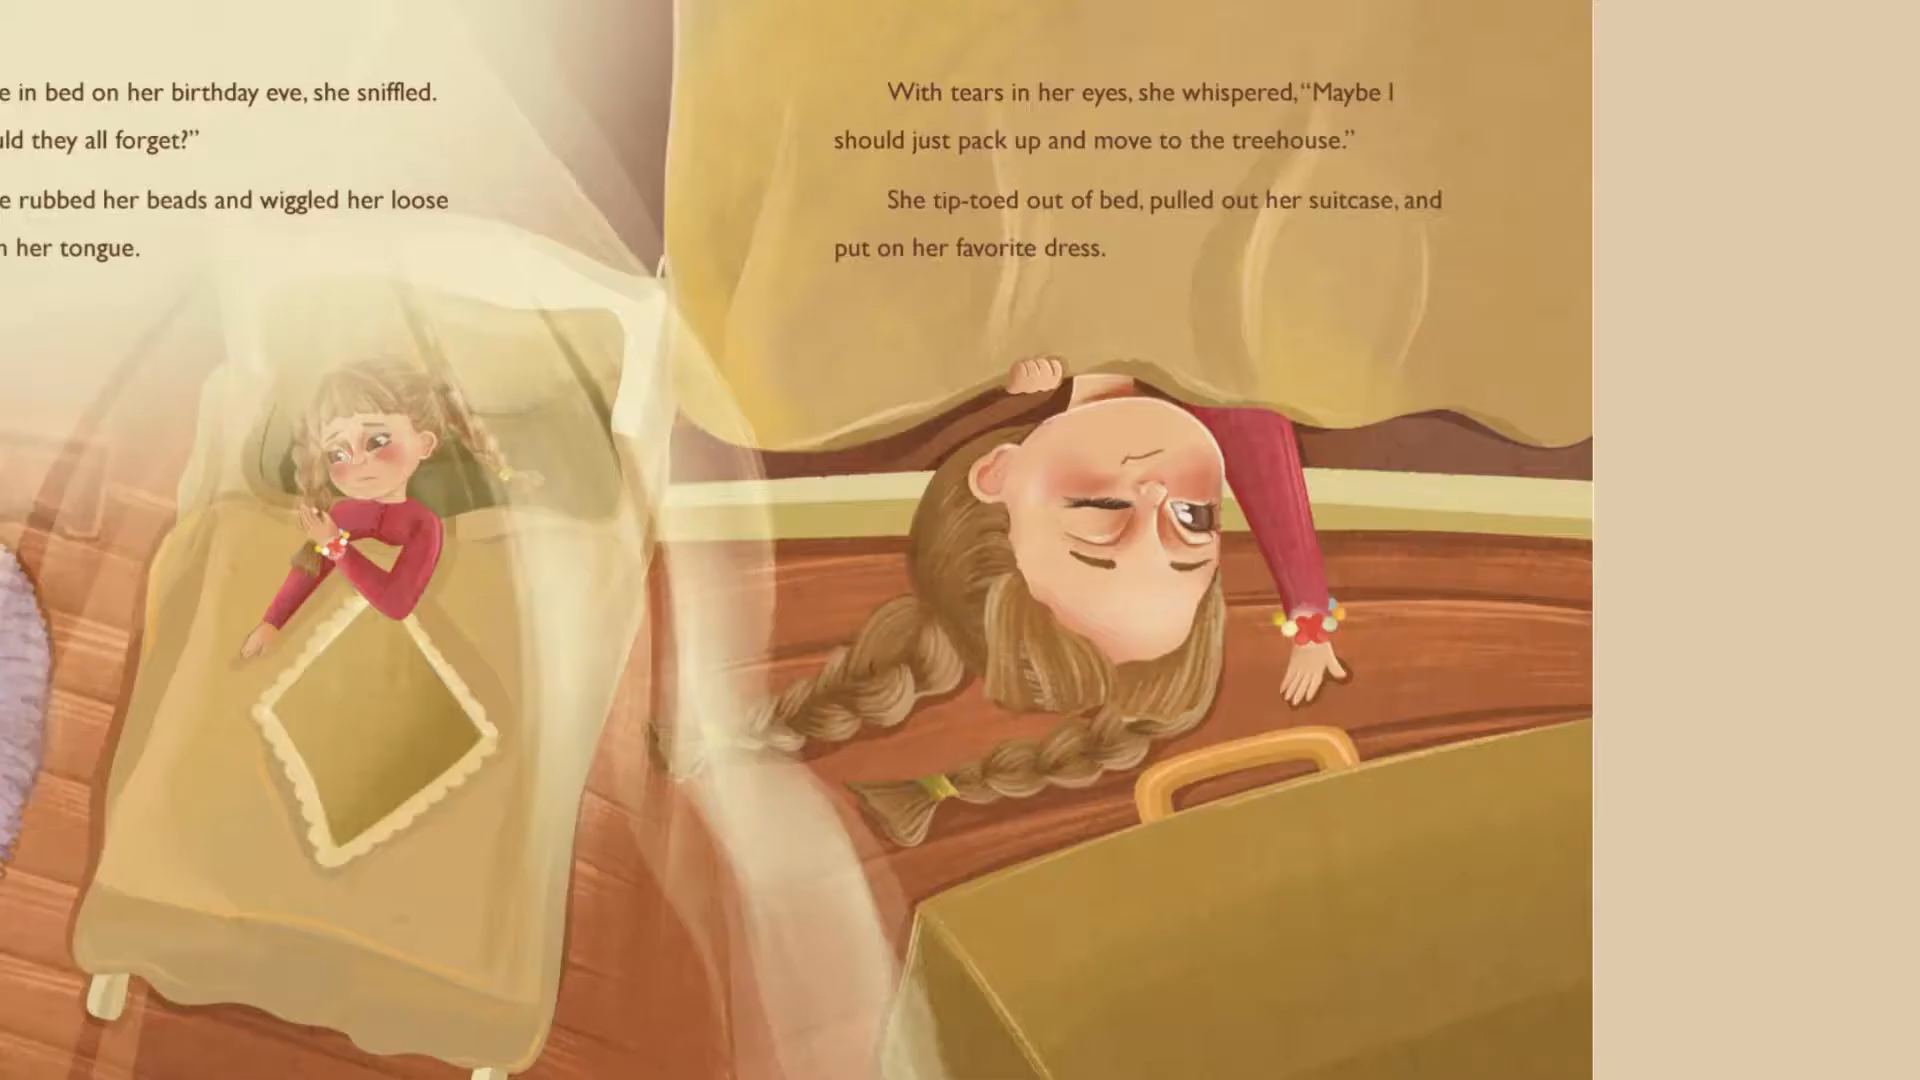 e in bed on her birthday eve, she sniffled.
uld they all forget?”
e rubbed her beads and wiggled her loose
n her tongue.
With tears in her eyes, she whispered, “Maybe I
should just pack up and move to the treehouse.”
She tip-toed out of bed, pulled out her suitcase, and
put on her favorite dress.